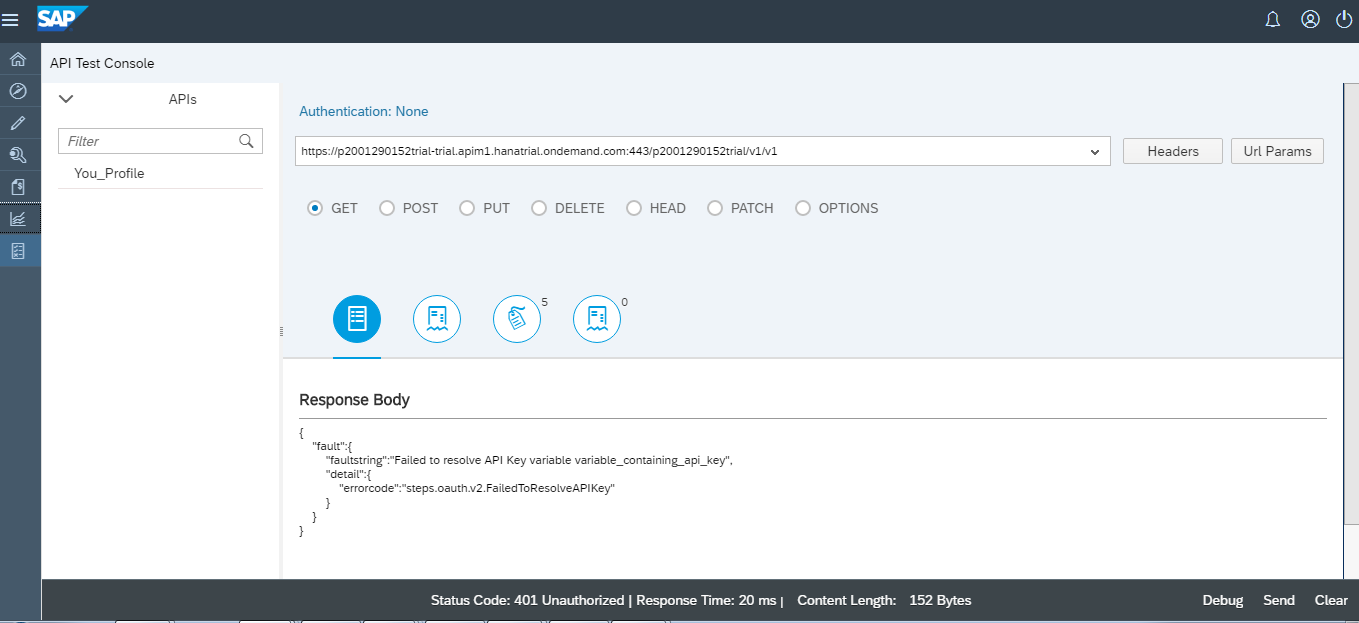 SAP
API Test Console
APIs
Filter
You_Profile
Authentication: None
https://p2001290152trial-trial.apim1.hanatrial.ondemand.com:443/p2001290152trial/v1/v1
Headers
Url Params
GET POST PUT DELETE HEAD PATCH OPTIONS
5
0
Response Body
{
"fault":{
"faultstring":"Failed to resolve API Key variable variable_containing_api_key",
"detail":{
"errorcode":"steps.oauth.v2.FailedToResolveAPIKey"
}
}
}
Status Code: 401 Unauthorized | Response Time: 20 ms | Content Length: 152 Bytes
Debug Send Clear